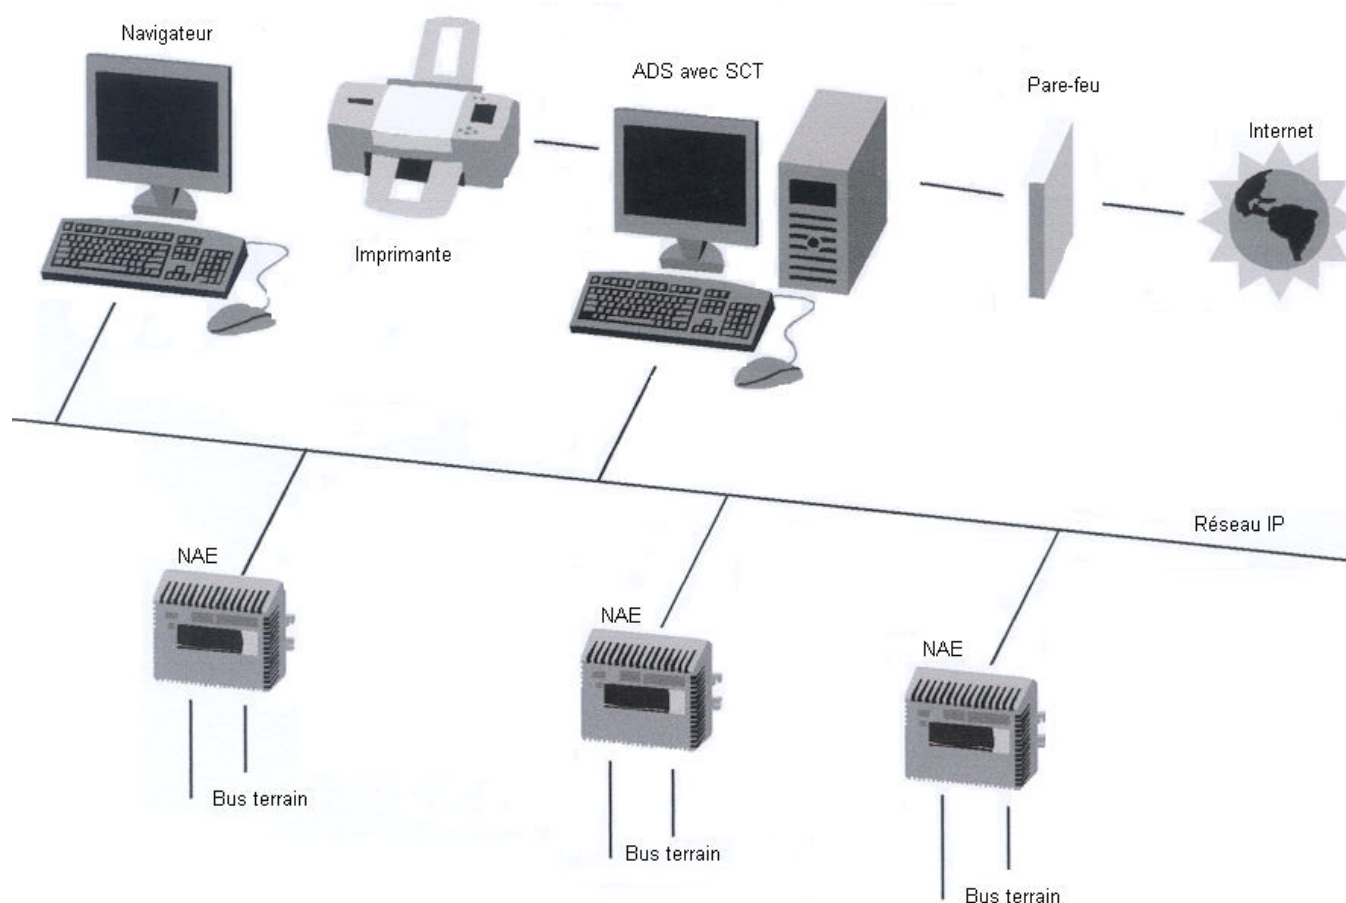 Navigateur
ADS avec SCT
Pare-feu
Internet
Imprimante
Réseau IP
NAE
NAE
NAE
Bus terrain
Bus terrain
Bus terrain